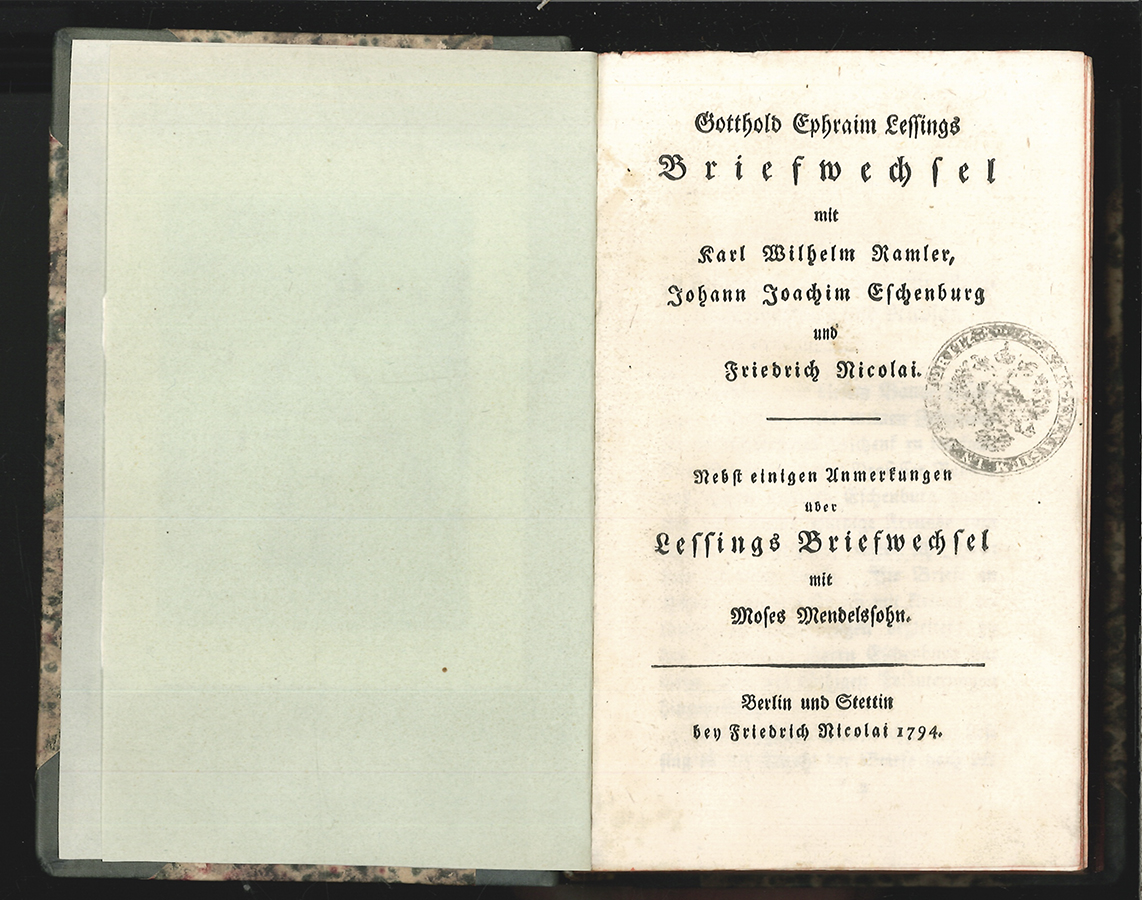 Gotthold Ephraim Lessings
Briefwechsel
mit
Karl Wilhelm Ramler,
Johann Joachim Eschenburg
und
Friedrich Nicolai.
Nebst einigen Anmerkungen
über
Lessings Briefwechsel
mit
Moses Mendelssohn.
Berlin und Stettin
bey Friedrich Nicolai 1794.